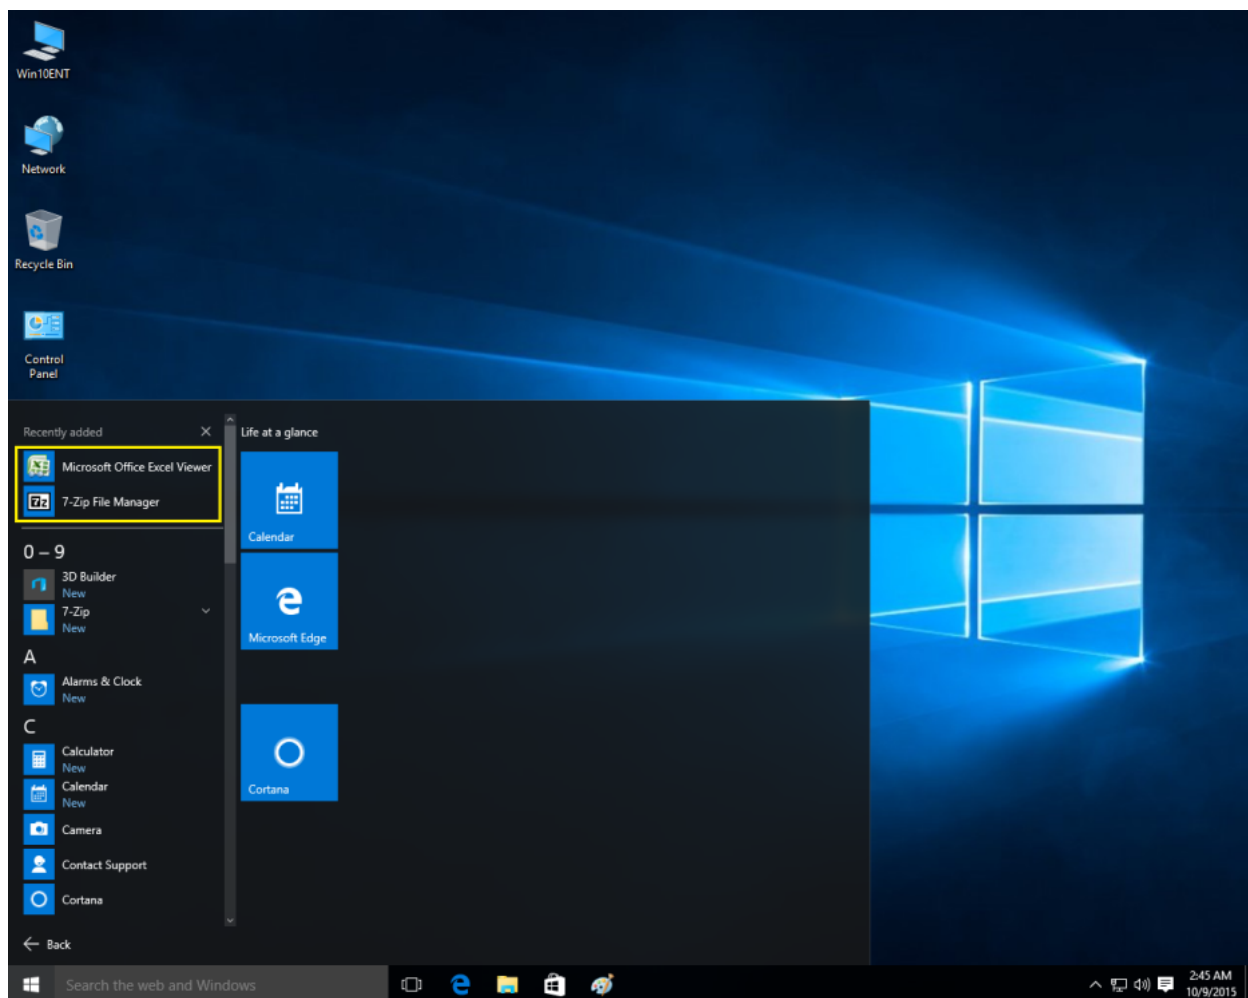 Win10ENT
Network
Recycle Bin
Control
Panel
Recently added
Microsoft Office Excel Viewer
7-Zip File Manager
0 – 9
3D Builder
New
7-Zip
New
A
Alarms & Clock
New
C
Calculator
New
Calendar
New
Camera
Contact Support
Cortana
Back
Life at a glance
Calendar
Microsoft Edge
Cortana
Search the web and Windows
2:45 AM
10/9/2015